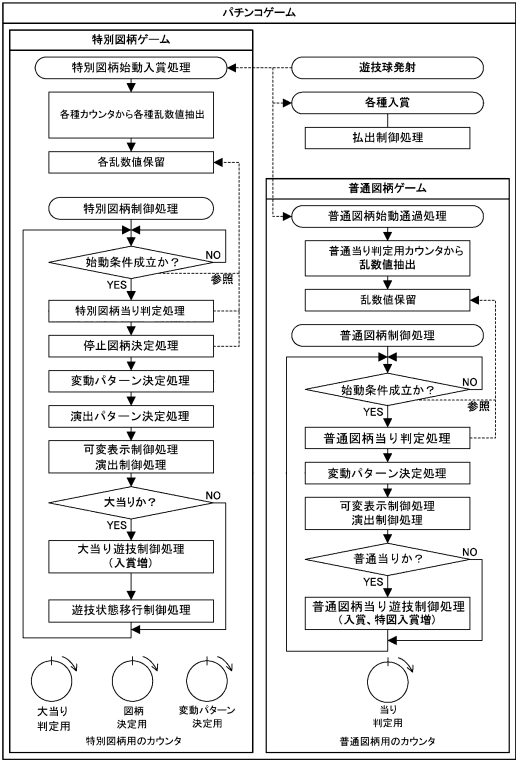 パチンコゲーム
特別図柄ゲーム
特別図柄始動入賞処理
各種カウンタから各種乱数値抽出
各乱数値保留
特別図柄制御処理
始動条件成立か？
NO
YES
参照
特別図柄当り判定処理
停止図柄決定処理
変動パターン決定処理
演出パターン決定処理
可変表示制御処理
演出制御処理
大当りか？
NO
YES
大当り遊技制御処理
（入賞増）
遊技状態移行制御処理
大当り
判定用
図柄
決定用
変動パターン
決定用
特別図柄用のカウンタ
遊技球発射
各種入賞
払出制御処理
普通図柄ゲーム
普通図柄始動通過処理
普通当り判定用カウンタから
乱数値抽出
乱数値保留
普通図柄制御処理
始動条件成立か？
NO
YES
参照
普通図柄当り判定処理
変動パターン決定処理
可変表示制御処理
演出制御処理
普通当りか？
NO
YES
普通図柄当り遊技制御処理
（入賞、特図入賞増）
当り
判定用
普通図柄用のカウンタ